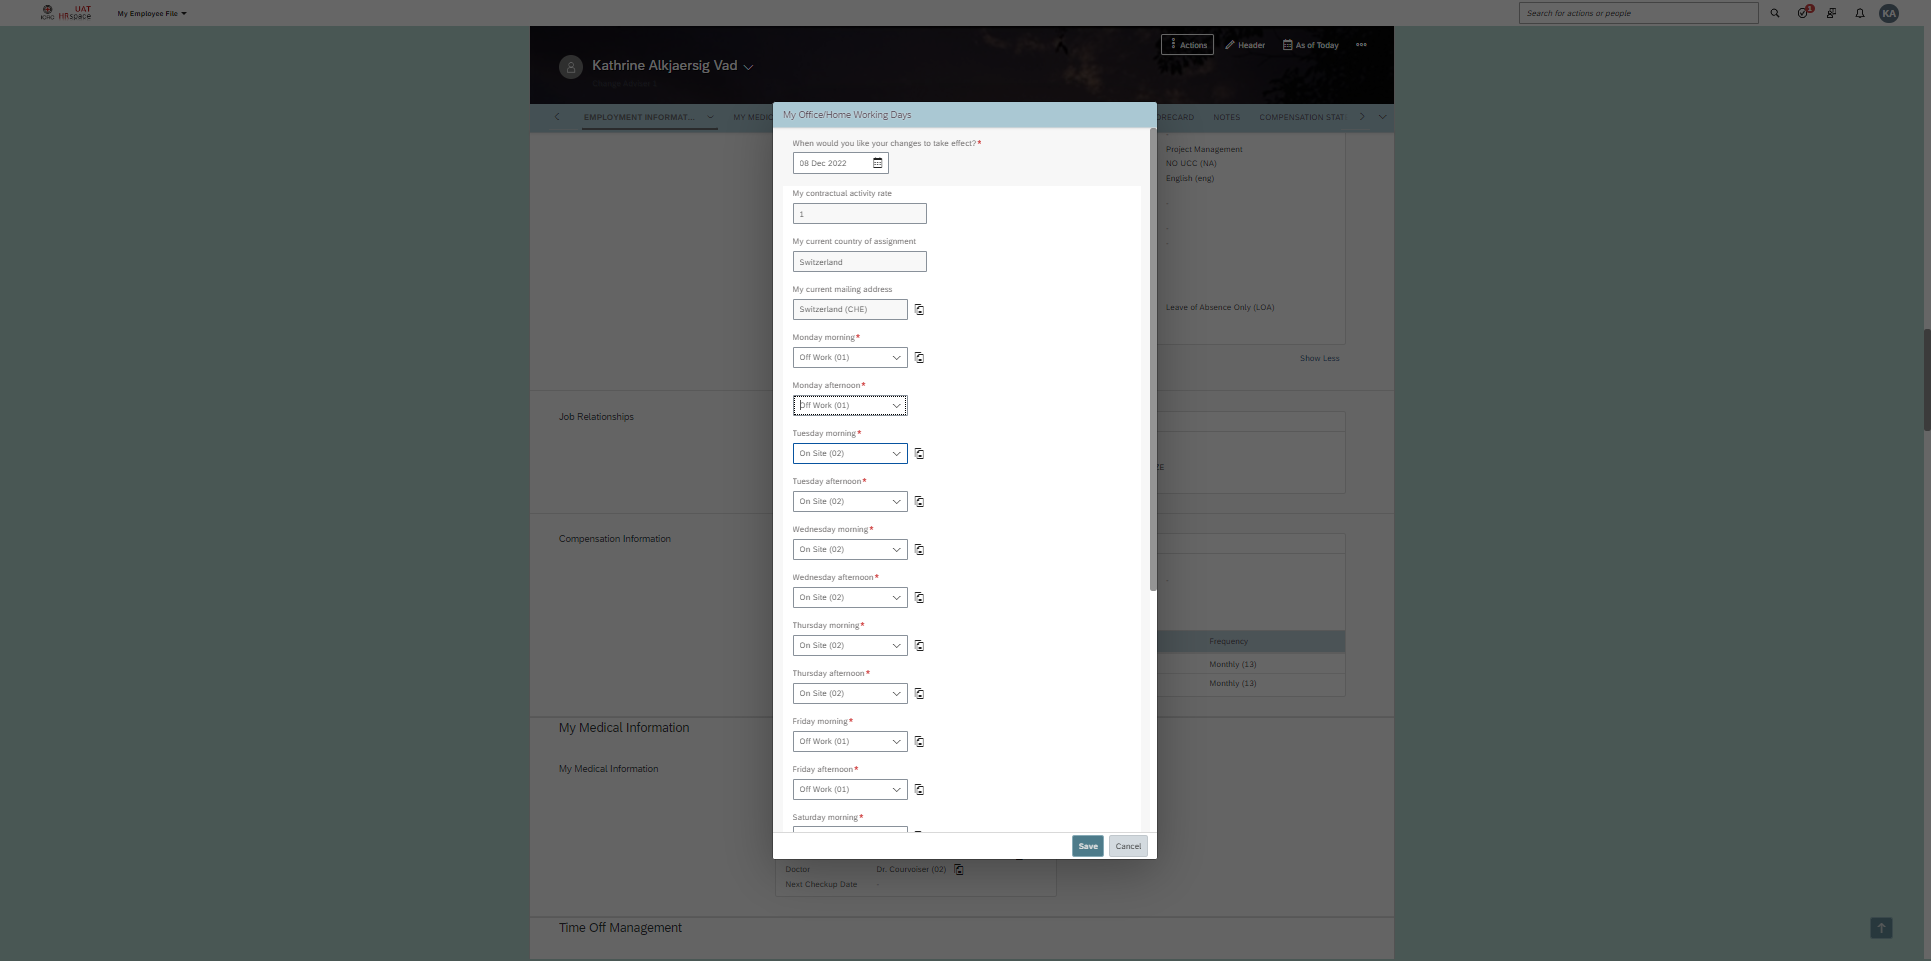 ICRC
UAT
HRspace
My Employee File
Search for actions or people
1
KA
Actions
Header
As of Today
Kathrine Alkjaersig Vad
EMPLOYMENT INFORMAT...
MY MEDIC
ORECARD
NOTES
COMPENSATION STAT
My Office/Home Working Days
When would you like your changes to take effect?*
08 Dec 2022
My contractual activity rate
1
My current country of assignment
Switzerland
My current mailing address
Switzerland (CHE)
Monday morning*
Off Work (01)
Monday afternoon*
Off Work (01)
Tuesday morning*
On Site (02)
Tuesday afternoon*
On Site (02)
Wednesday morning*
On Site (02)
Wednesday afternoon*
On Site (02)
Thursday morning*
On Site (02)
Thursday afternoon*
On Site (02)
Friday morning*
Off Work (01)
Friday afternoon*
Off Work (01)
Saturday morning*
Save
Cancel
Project Management
NO UCC (NA)
English (eng)
Leave of Absence Only (LOA)
Show Less
Job Relationships
ZE
Compensation Information
Frequency
Monthly (13)
Monthly (13)
My Medical Information
My Medical Information
Doctor
Dr. Courvoiser (02)
Next Checkup Date
-
Time Off Management